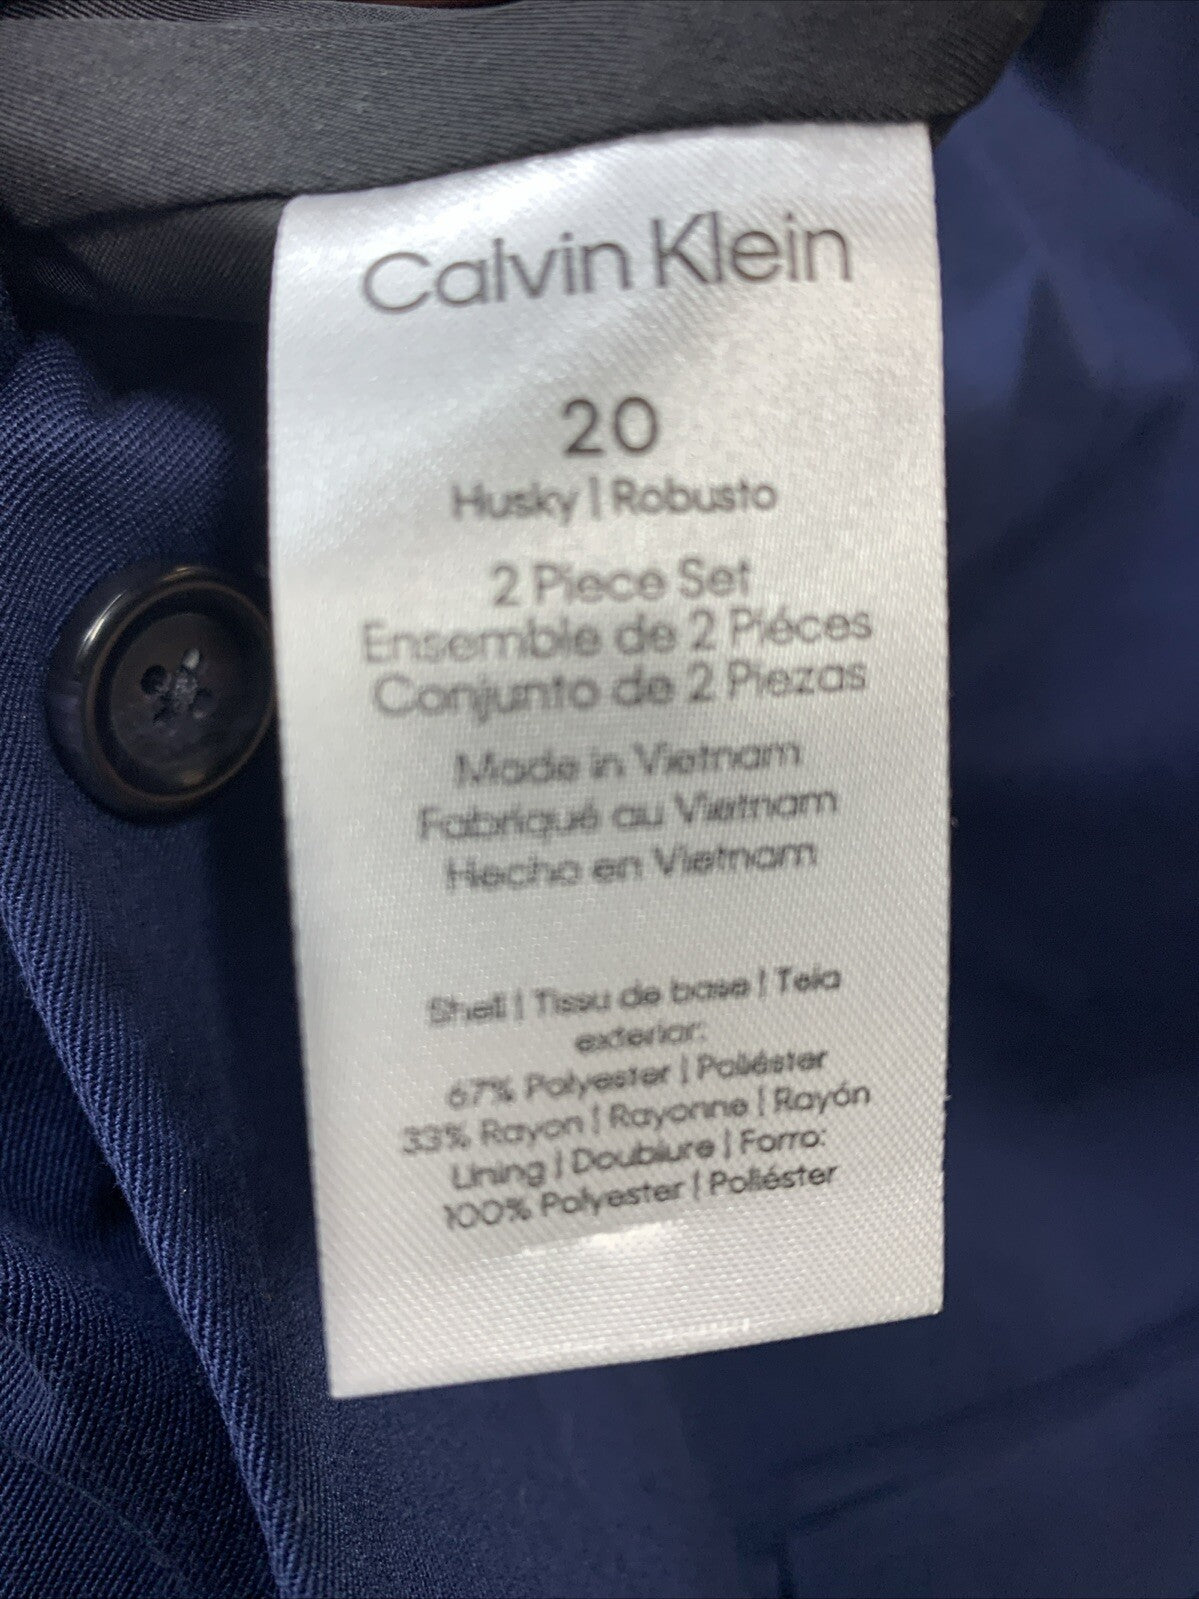 Calvin Klein
20
Husky | Robusto
2 Piece Set
Ensemble de 2 Piéces
Conjunto de 2 Piezas
Made in Vietnam
Fabriqué au Vietnam
Hecho en Vietnam
Shell | Tissu de base | Tela
exterior:
67% Polyester | Poliéster
33% Rayon | Rayonne | Rayón
Lining | Doublure | Forro:
100% Polyester | Poliéster